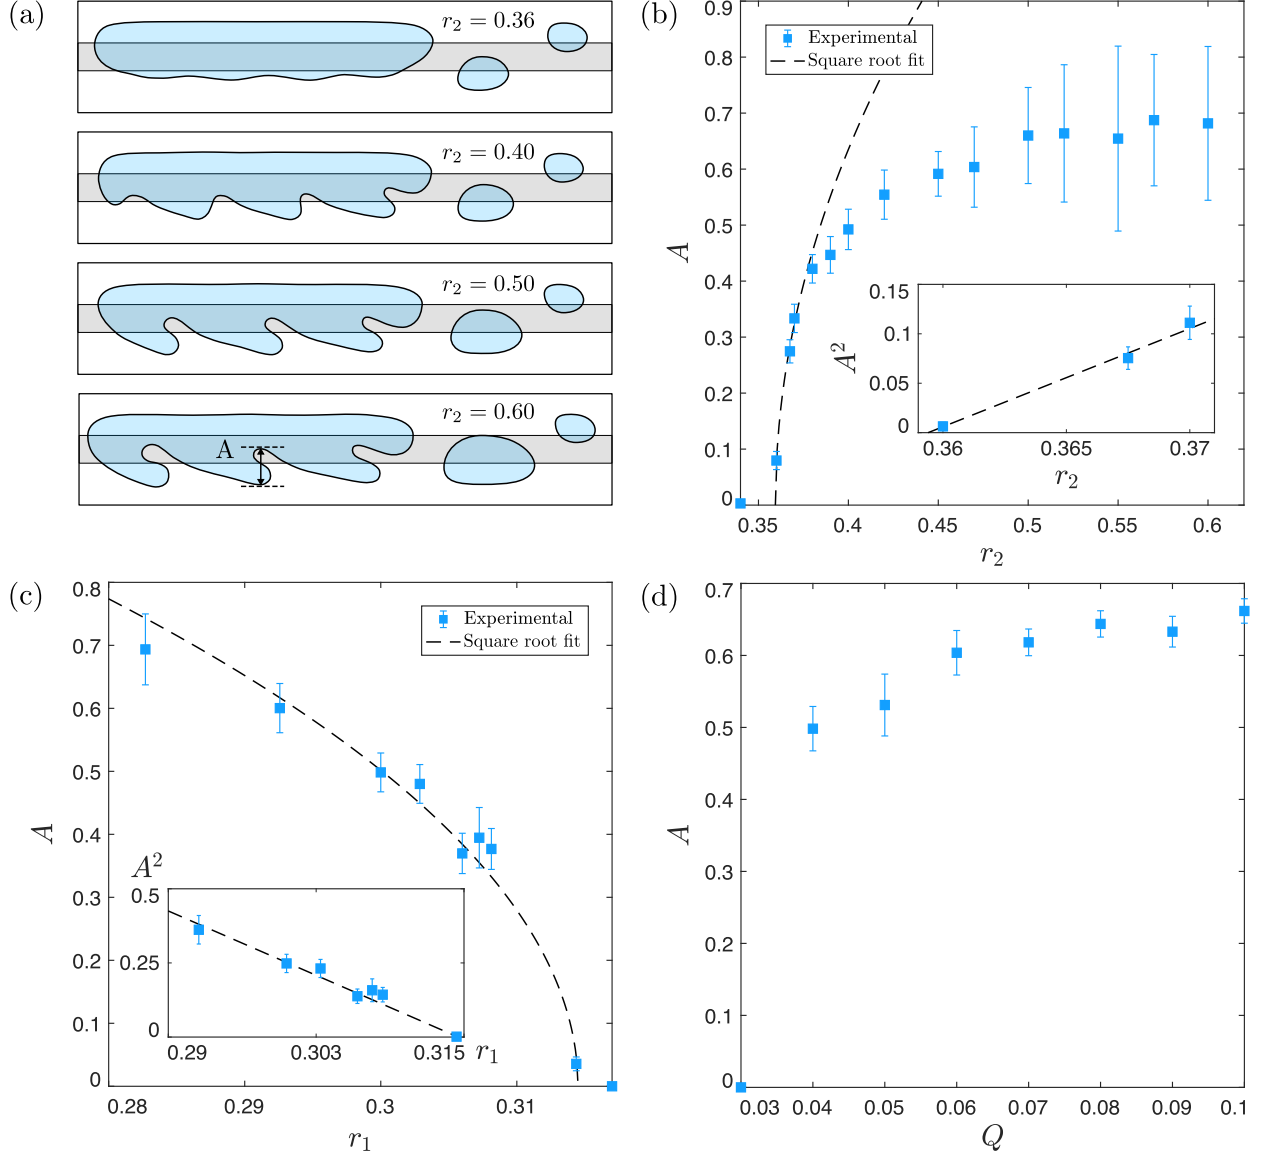 (a)
r₂ = 0.36
r₂ = 0.40
r₂ = 0.50
r₂ = 0.60
A
(b)
0.9
0.8
0.7
0.6
0.5
0.4
0.3
0.2
0.1
0
A
Experimental
Square root fit
0.15
0.1
0.05
0
A²
0.36 0.365 0.37
r₂
0.35 0.4 0.45 0.5 0.55 0.6
r₂
(c)
0.8
0.7
0.6
0.5
0.4
0.3
0.2
0.1
0
A
Experimental
Square root fit
A²
0.5
0.25
0
0.29 0.303 0.315 r₁
0.28 0.29 0.3 0.31
r₁
(d)
0.7
0.6
0.5
0.4
0.3
0.2
0.1
0
A
0.03 0.04 0.05 0.06 0.07 0.08 0.09 0.1
Q